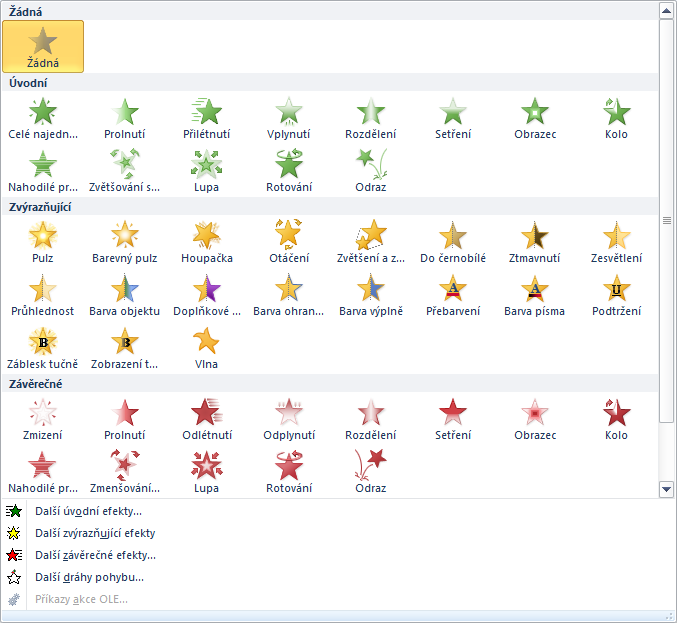 Žádná
Žádná
Úvodní
Celé najedn... Prolnutí Přilétnutí Vplynutí Rozdělení Setření Obrazec Kolo
Nahodilé pr... Zvětšování s... Lupa Rotování Odraz
Zvýrazňující
Pulz Barevný pulz Houpačka Otáčení Zvětšení a z... Do černobílé Ztmavnutí Zesvětlení
Průhlednost Barva objektu Doplňkové ... Barva ohran... Barva výplně Přebarvení Barva písma Podtržení
Záblesk tučně Zobrazení t... Vlna
Závěrečné
Zmizení Prolnutí Odlétnutí Odplynutí Rozdělení Setření Obrazec Kolo
Nahodilé pr... Zmenšování... Lupa Rotování Odraz
Další úvodní efekty...
Další zvýrazňující efekty
Další závěrečné efekty...
Další dráhy pohybu...
Příkazy akce OLE...